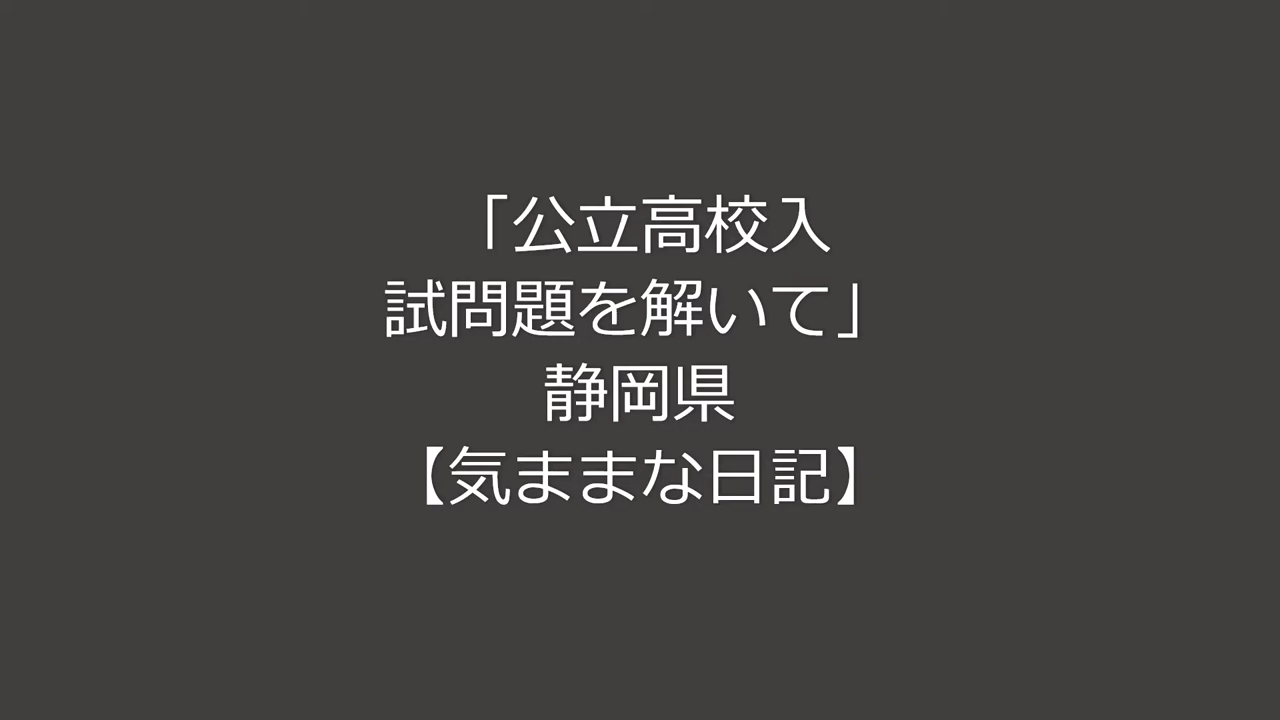 「公立高校入
試問題を解いて」
静岡県
【気ままな日記】